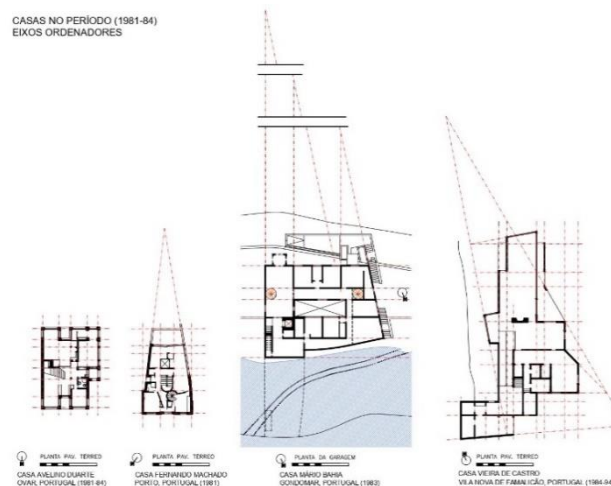 CASAS NO PERÍODO (1981-84)
EIXOS ORDENADORES
PLANTA PAV. TÉRREO
CASA AVELINO DUARTE
OVAR, PORTUGAL (1981-84)
PLANTA PAV. TÉRREO
CASA FERNANDO MACHADO
PORTO, PORTUGAL (1981)
PLANTA DA GARAGEM
CASA MÁRIO BAHIA
GONDOMAR, PORTUGAL (1983)
PLANTA PAV. TÉRREO
CASA VIEIRA DE CASTRO
VILA NOVA DE FAMALICÃO, PORTUGAL (1984-94